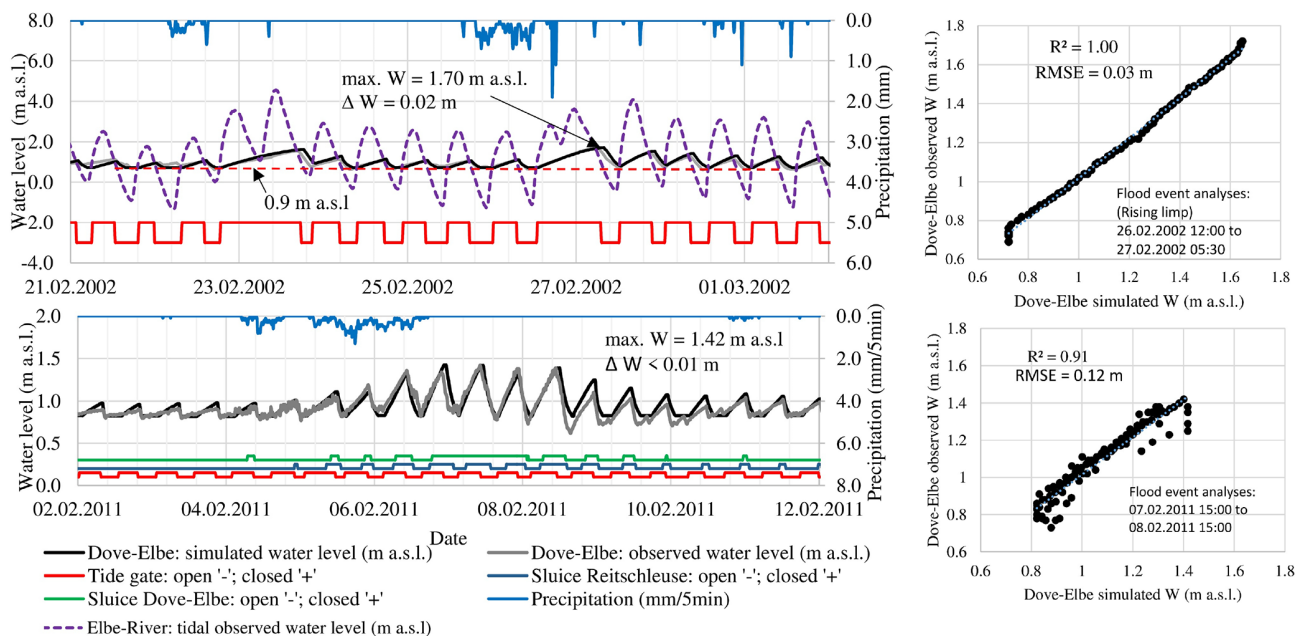 8.0
6.0
4.0
2.0
0.0
-2.0
-4.0
Water level (m a.s.l.)
0.0
1.0
2.0
3.0
4.0
5.0
6.0
Precipitation (mm)
max. W = 1.70 m a.s.l.
Δ W = 0.02 m
0.9 m a.s.l
21.02.2002 23.02.2002 25.02.2002 27.02.2002 01.03.2002
1.8
1.6
1.4
1.2
1
0.8
0.6
Dove-Elbe observed W (m a.s.l.)
R² = 1.00
RMSE = 0.03 m
Flood event analyses:
(Rising limp)
26.02.2002 12:00 to
27.02.2002 05:30
0.6 0.8 1 1.2 1.4 1.6 1.8
Dove-Elbe simulated W (m a.s.l.)
2.0
1.5
1.0
0.5
0.0
Water level (m a.s.l.)
0.0
2.0
4.0
6.0
8.0
Precipitation (mm/5min)
max. W = 1.42 m a.s.l
Δ W < 0.01 m
02.02.2011 04.02.2011 06.02.2011 08.02.2011 10.02.2011 12.02.2011
Date
1.8
1.6
1.4
1.2
1
0.8
0.6
Dove-Elbe observed W (m a.s.l.)
R² = 0.91
RMSE = 0.12 m
Flood event analyses:
07.02.2011 15:00 to
08.02.2011 15:00
0.6 0.8 1 1.2 1.4 1.6 1.8
Dove-Elbe simulated W (m a.s.l.)
Dove-Elbe: simulated water level (m a.s.l.)
Dove-Elbe: observed water level (m a.s.l.)
Tide gate: open '-'; closed '+'
Sluice Reitschleuse: open '-'; closed '+'
Sluice Dove-Elbe: open '-'; closed '+'
Precipitation (mm/5min)
Elbe-River: tidal observed water level (m a.s.l)